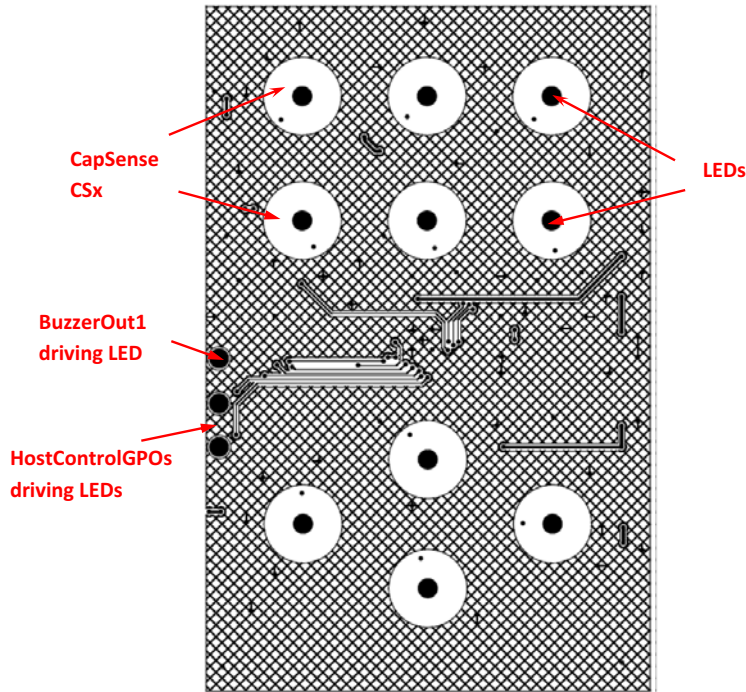 CapSense
CSx
LEDs
BuzzerOut1
driving LED
HostControlGPOs
driving LEDs